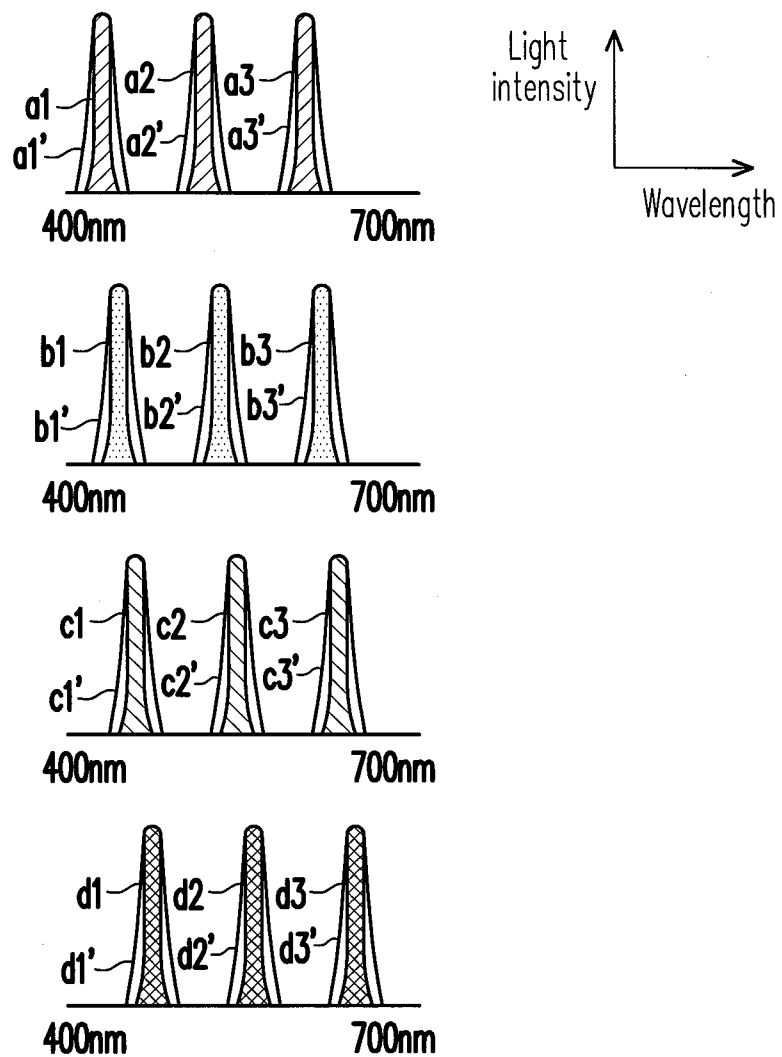 Light
intensity
Wavelength
a1
a1’
a2
a2’
a3
a3’
400nm
700nm
b1
b1’
b2
b2’
b3
b3’
400nm
700nm
c1
c1’
c2
c2’
c3
c3’
400nm
700nm
d1
d1’
d2
d2’
d3
d3’
400nm
700nm